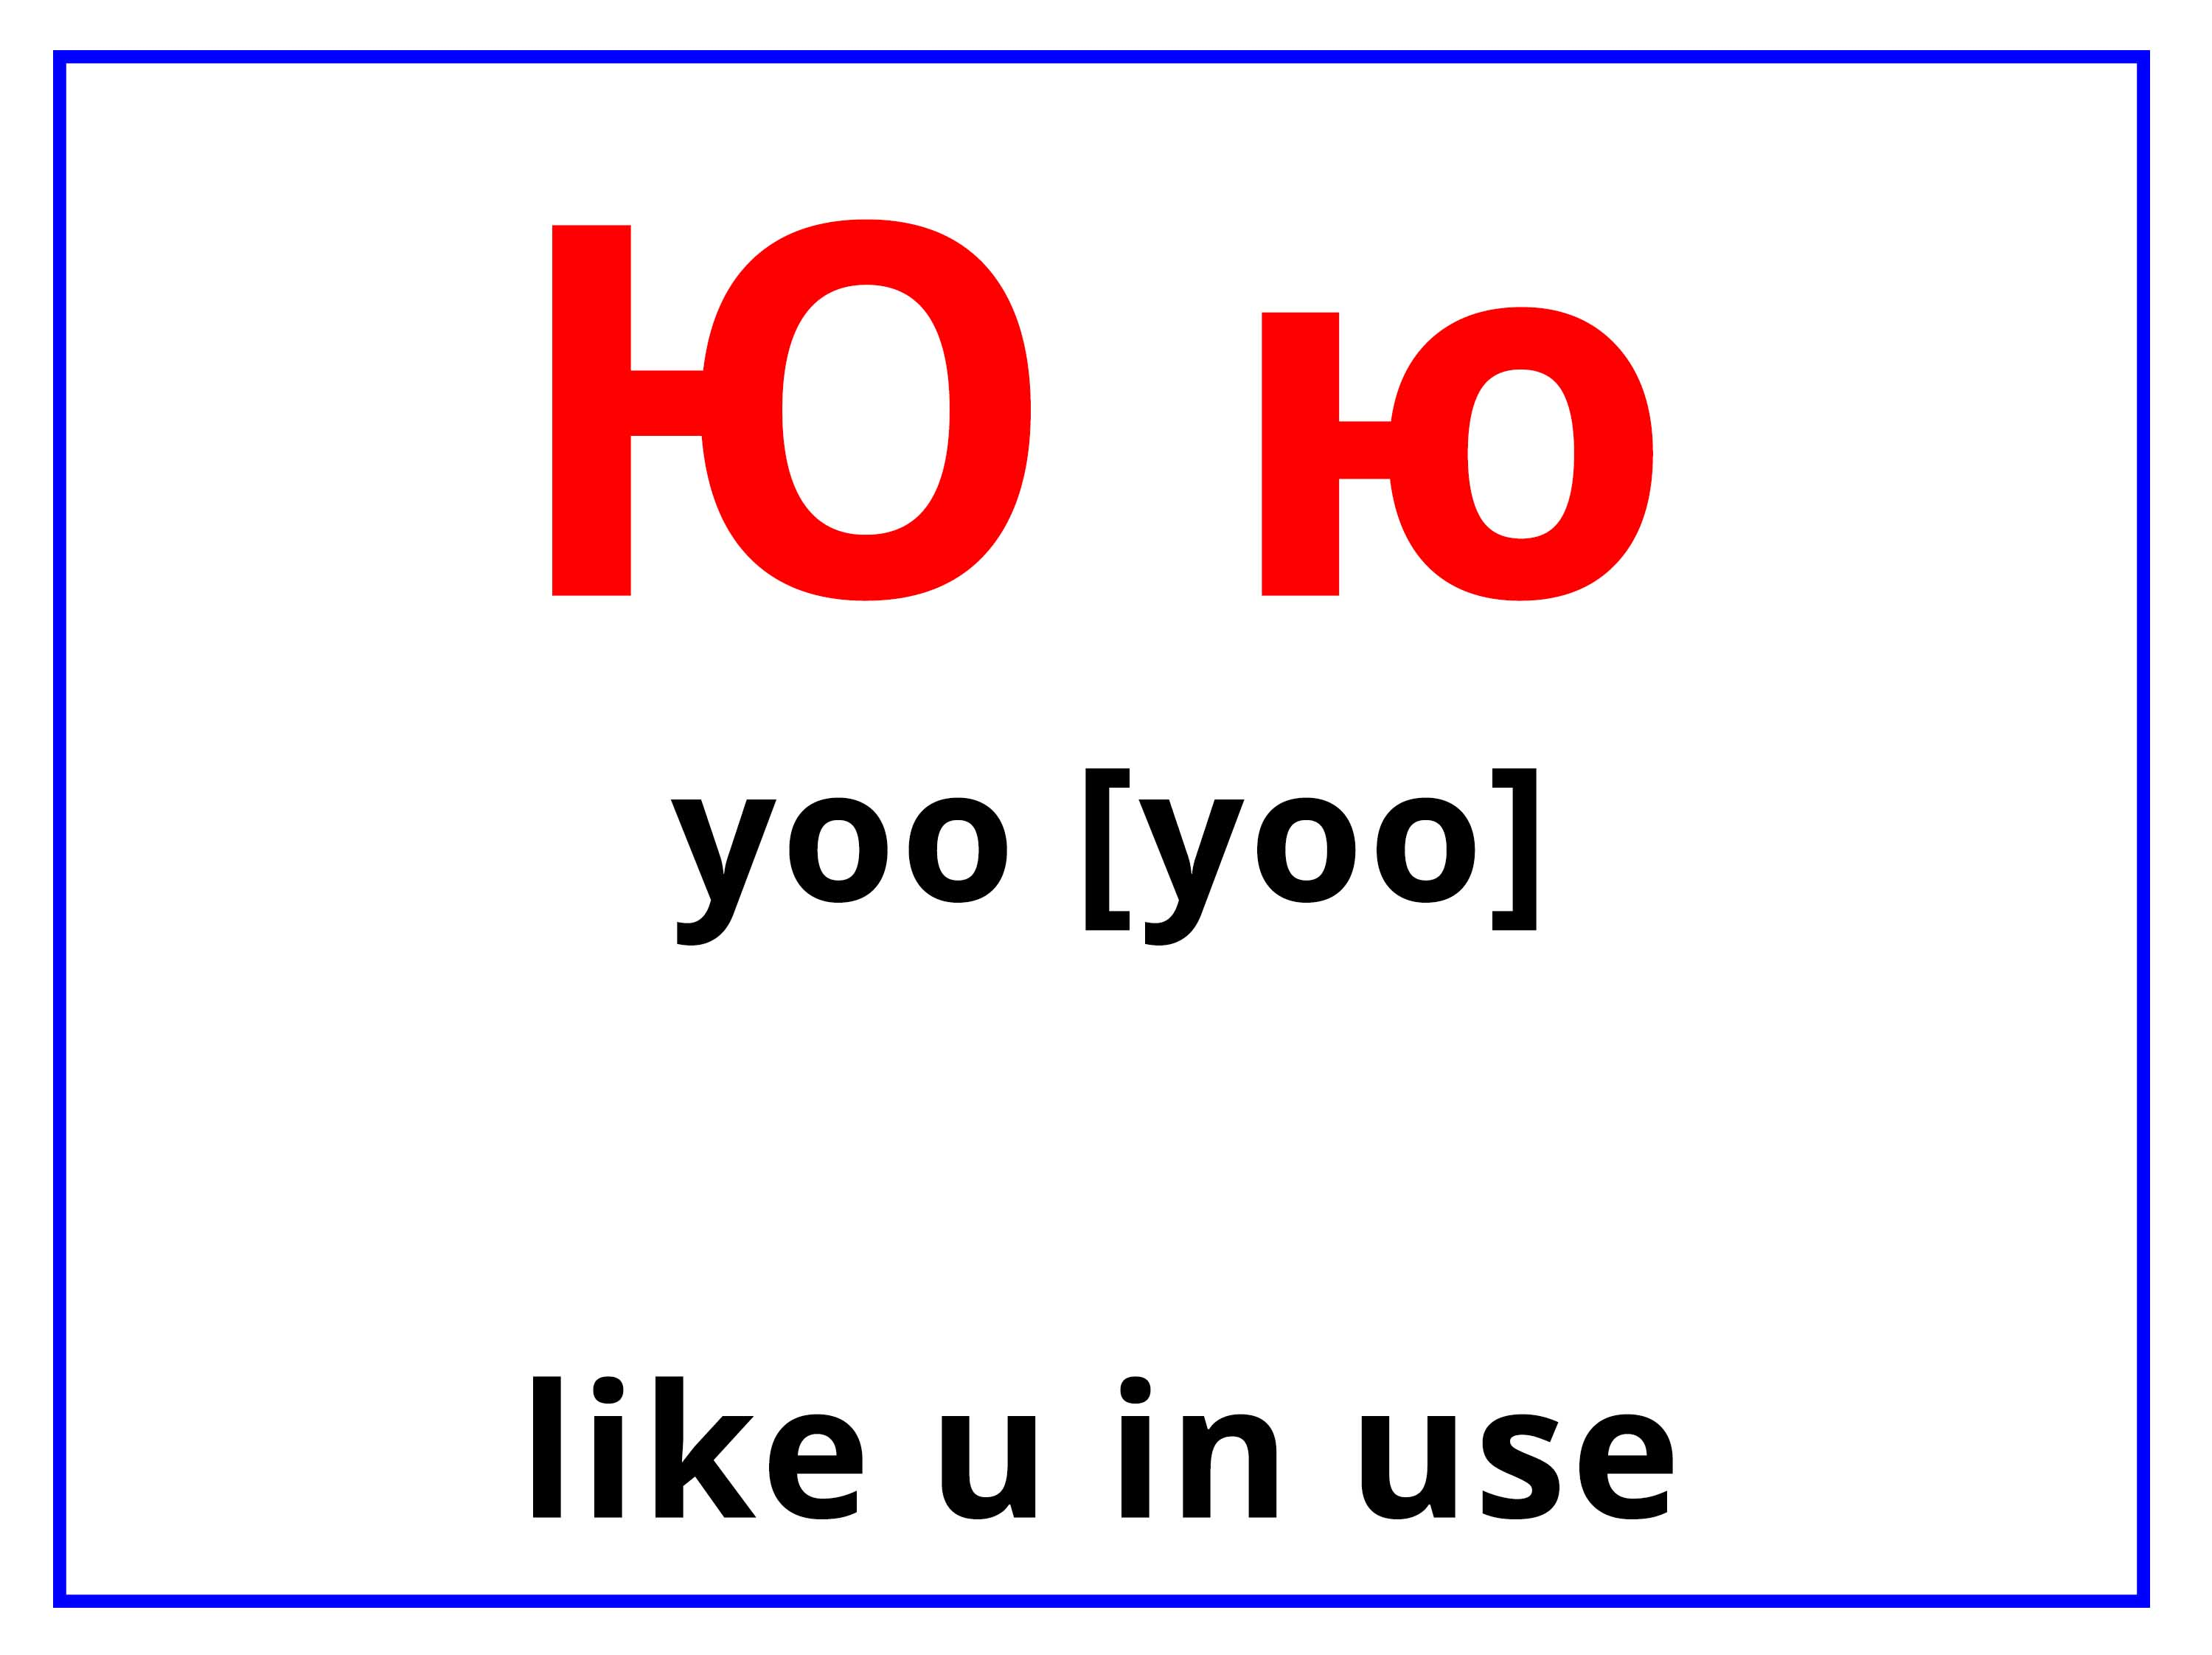 Ю ю
yoo [yoo]
like u in use